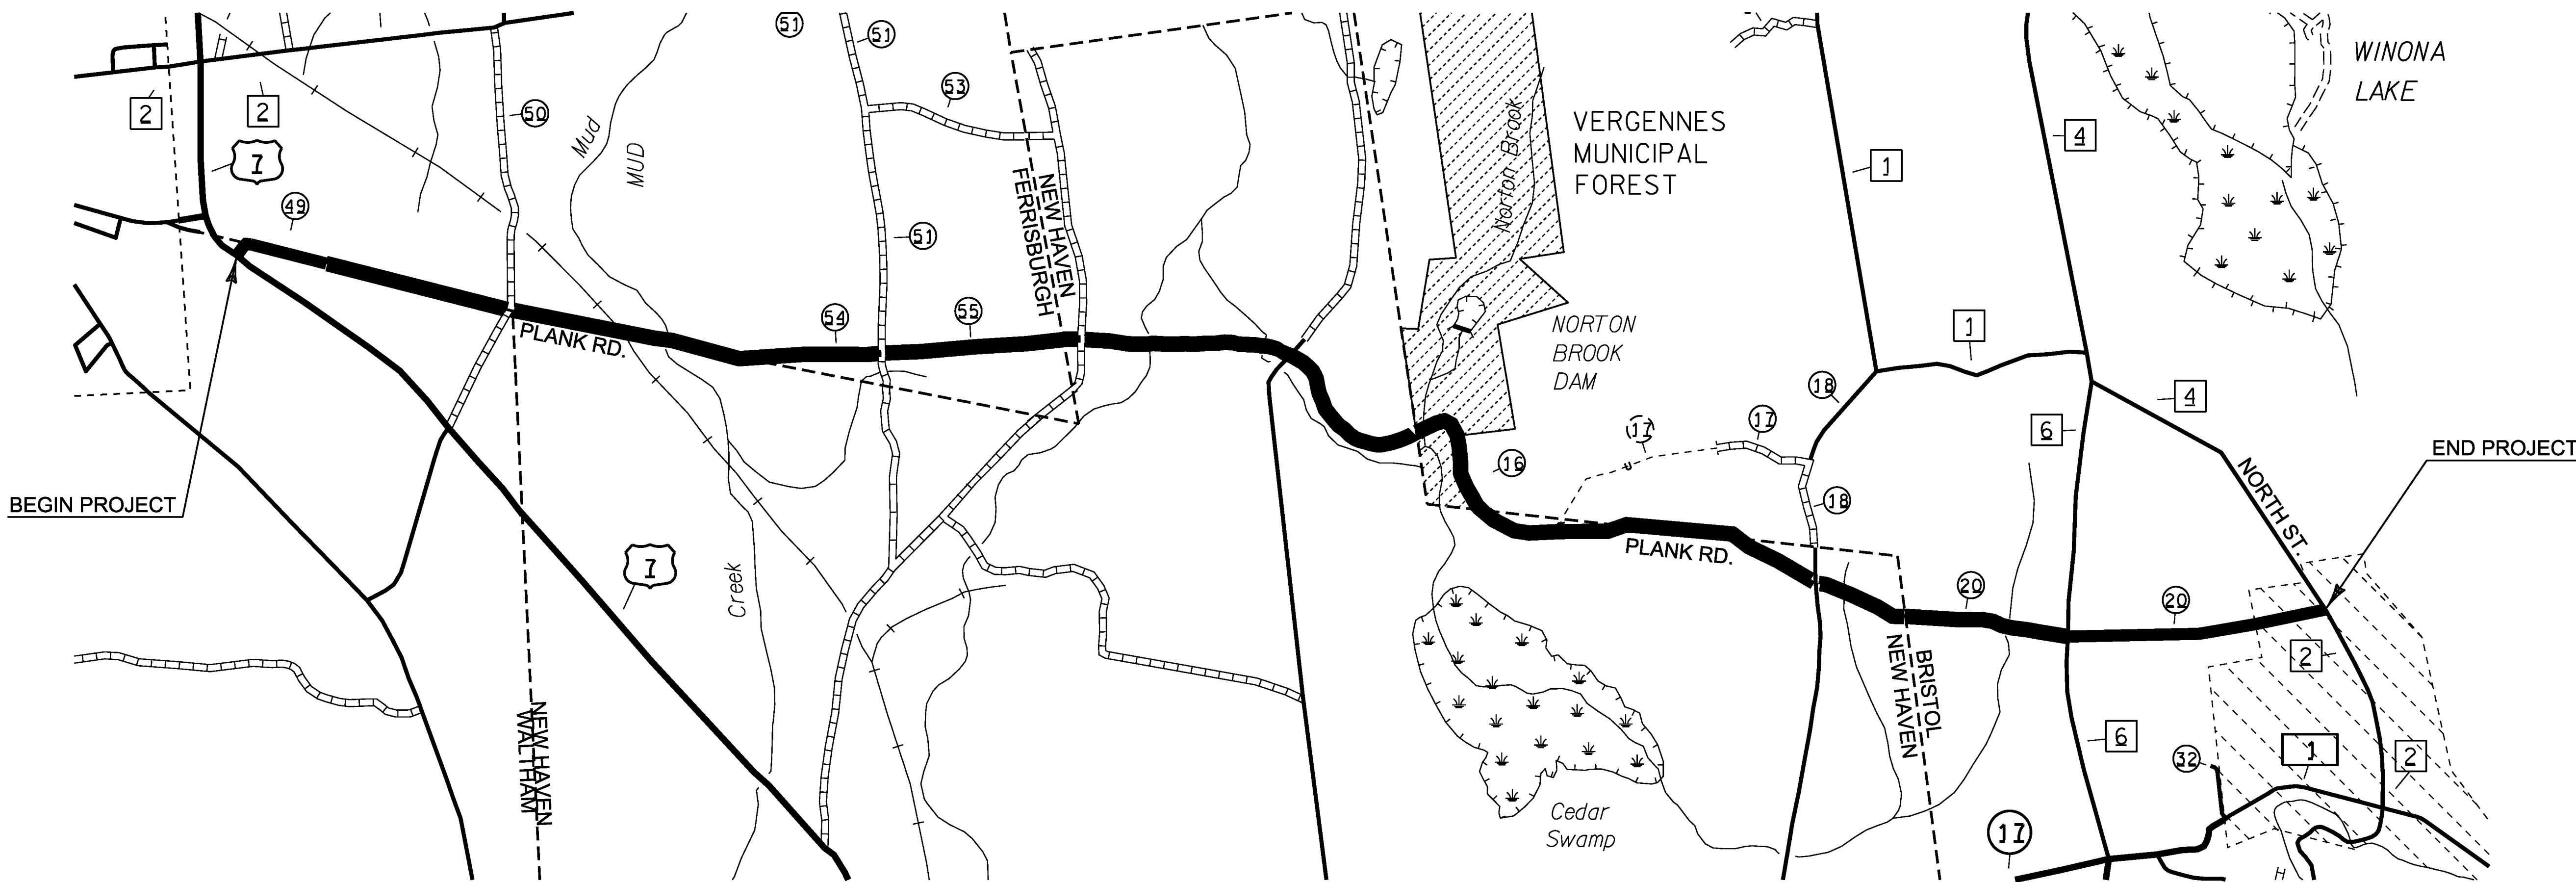 51
51
WINONA
LAKE
53
2
2
50
Mud
MUD
Norton Brook
VERGENNES
MUNICIPAL
FOREST
4
7
1
49
NEW HAVEN
FERRISBURGH
51
54
55
PLANK RD.
NORTON
BROOK
DAM
1
18
4
17
17
6
16
18
NORTH ST.
END PROJECT
BEGIN PROJECT
7
Creek
PLANK RD.
20
20
BRISTOL
NEW HAVEN
2
NEW HAVEN
WALTHAM
6
32
1
2
Cedar
Swamp
17
H